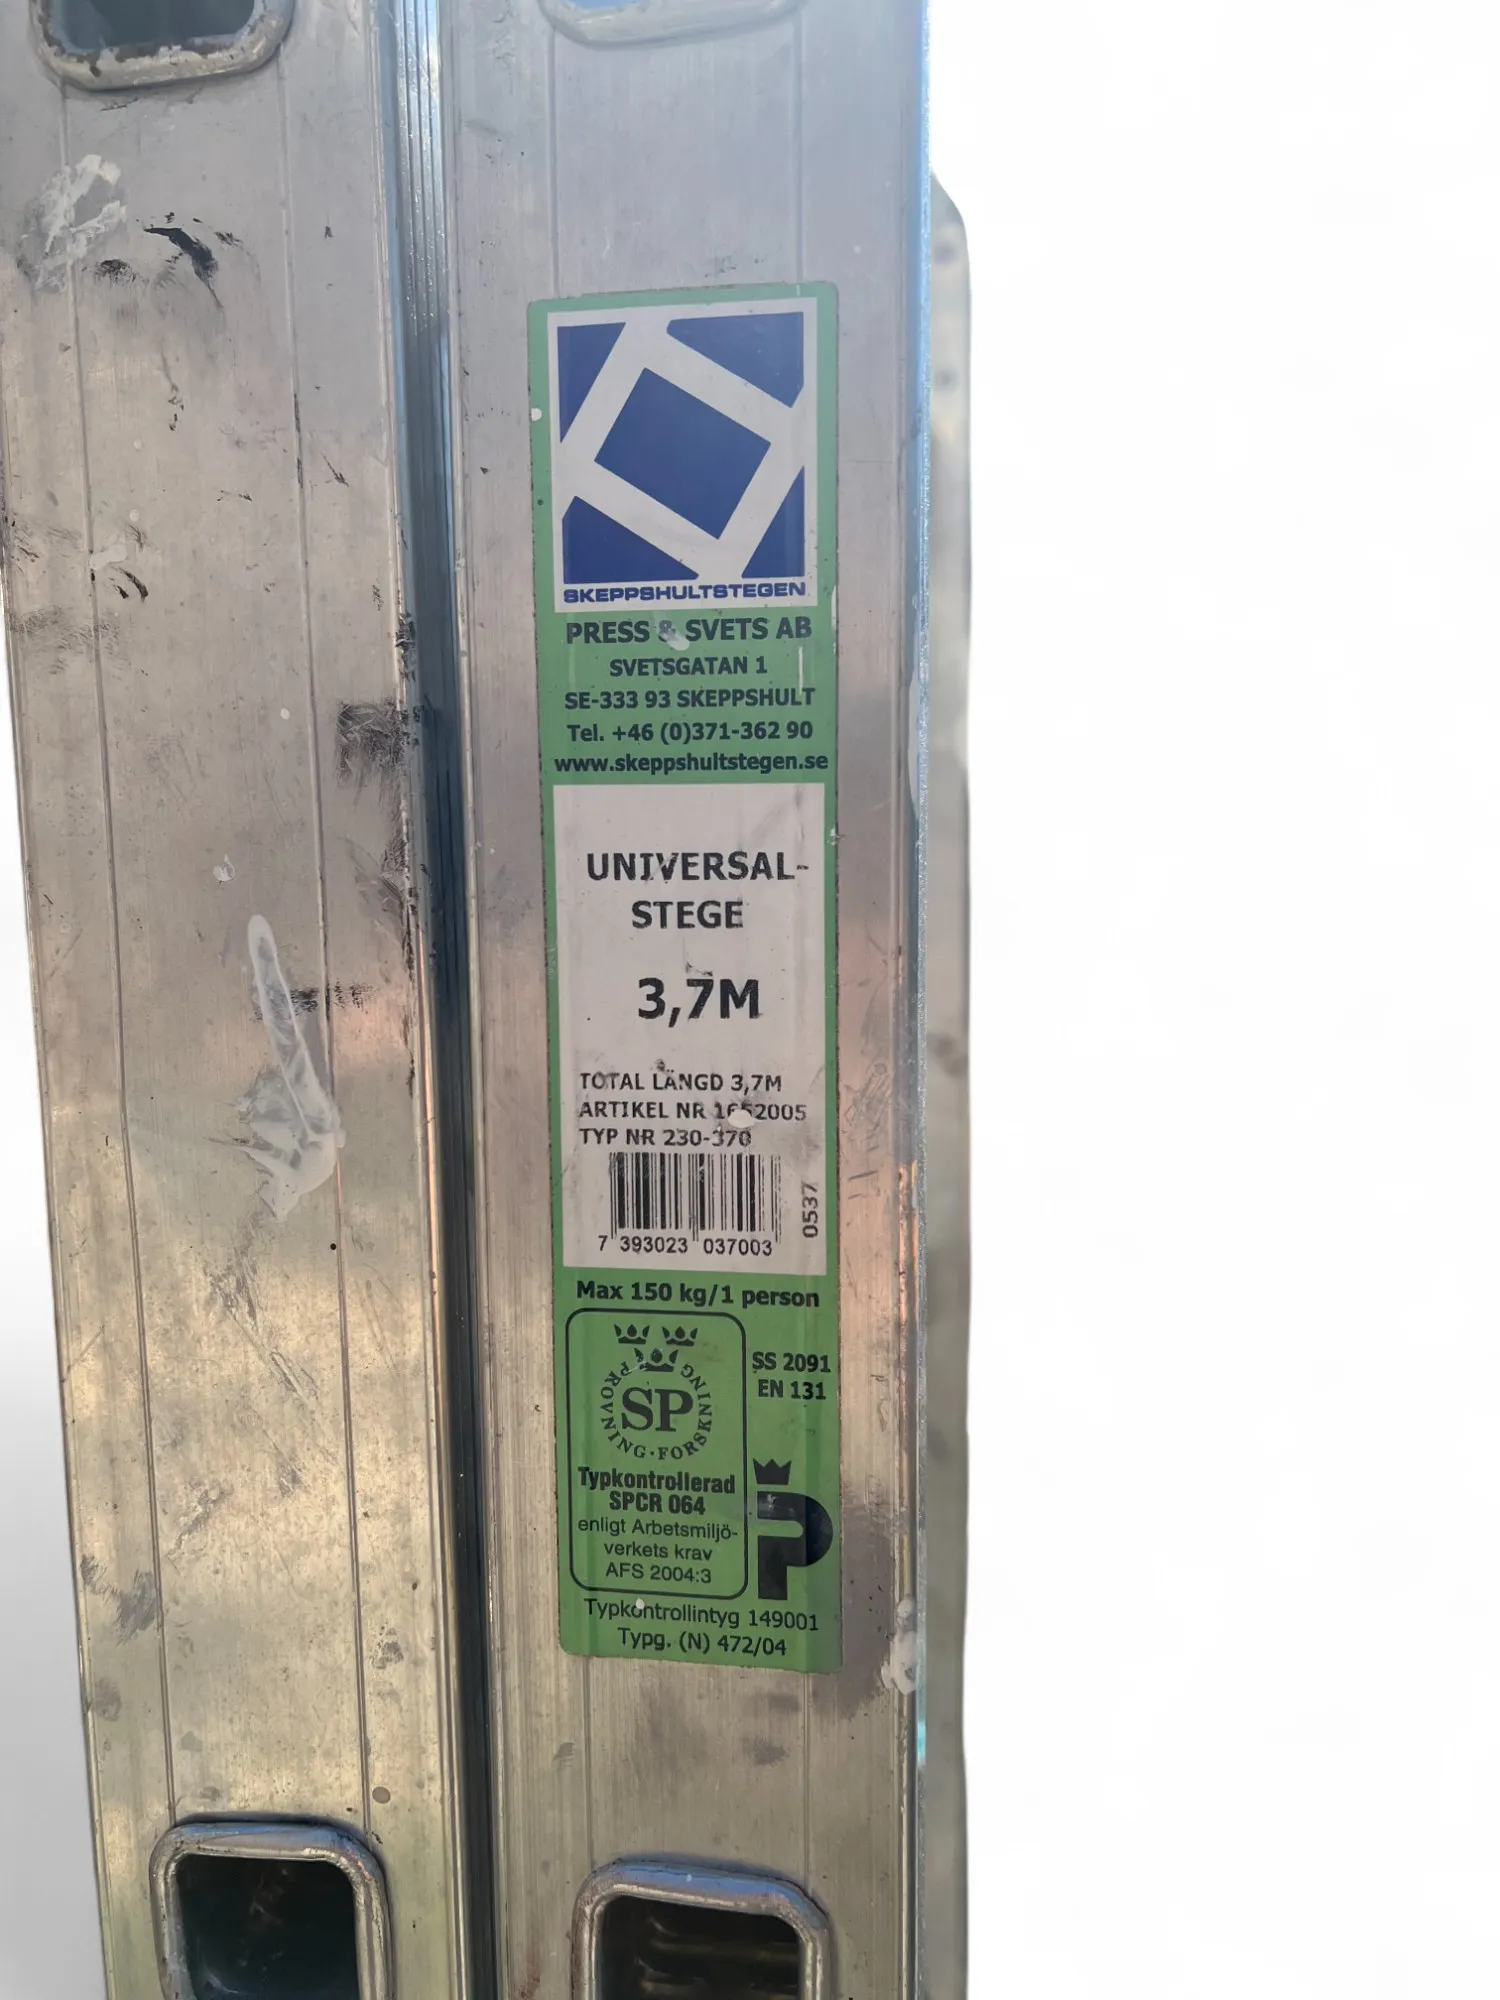 SKEPPSHULTSTEGEN
PRESS & SVETS AB
SVETSGATAN 1
SE-333 93 SKEPPSHULT
Tel. +46 (0)371-362 90
www.skeppshultstegen.se
UNIVERSAL-
STEGE
3,7M
TOTAL LÄNGD 3,7M
ARTIKEL NR 1652005
TYP NR 230-370
0537
7 393023 037003
Max 150 kg/1 person
PROVNING·FORSKNING
SP
SS 2091
EN 131
Typkontrollerad
SPCR 064
enligt Arbetsmiljö-
verkets krav
AFS 2004:3
P
Typkontrollintyg 149001
Typg. (N) 472/04